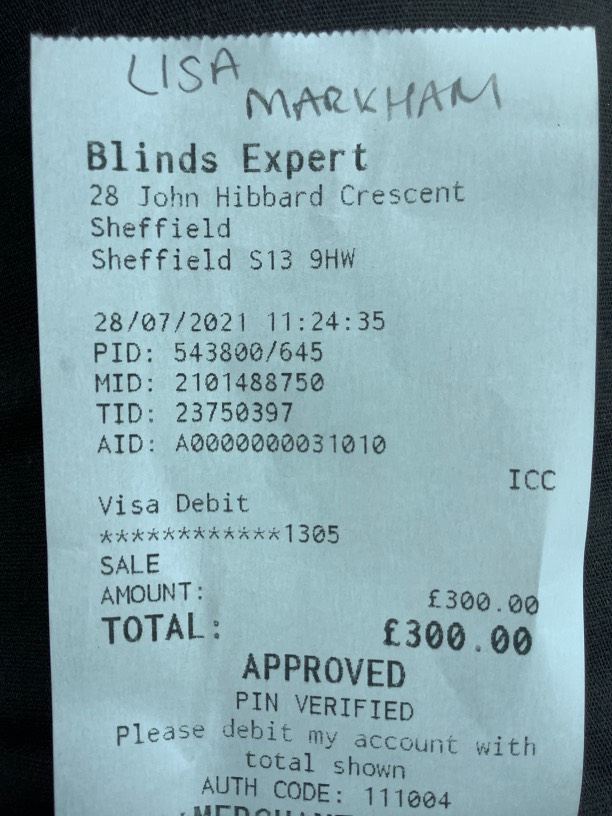 LISA
MARKHAM
Blinds Expert
28 John Hibbard Crescent
Sheffield
Sheffield S13 9HW
28/07/2021 11:24:35
PID: 543800/645
MID: 2101488750
TID: 23750397
AID: A0000000031010
ICC
Visa Debit
************1305
SALE
AMOUNT: £300.00
TOTAL: £300.00
APPROVED
PIN VERIFIED
Please debit my account with
total shown
AUTH CODE: 111004